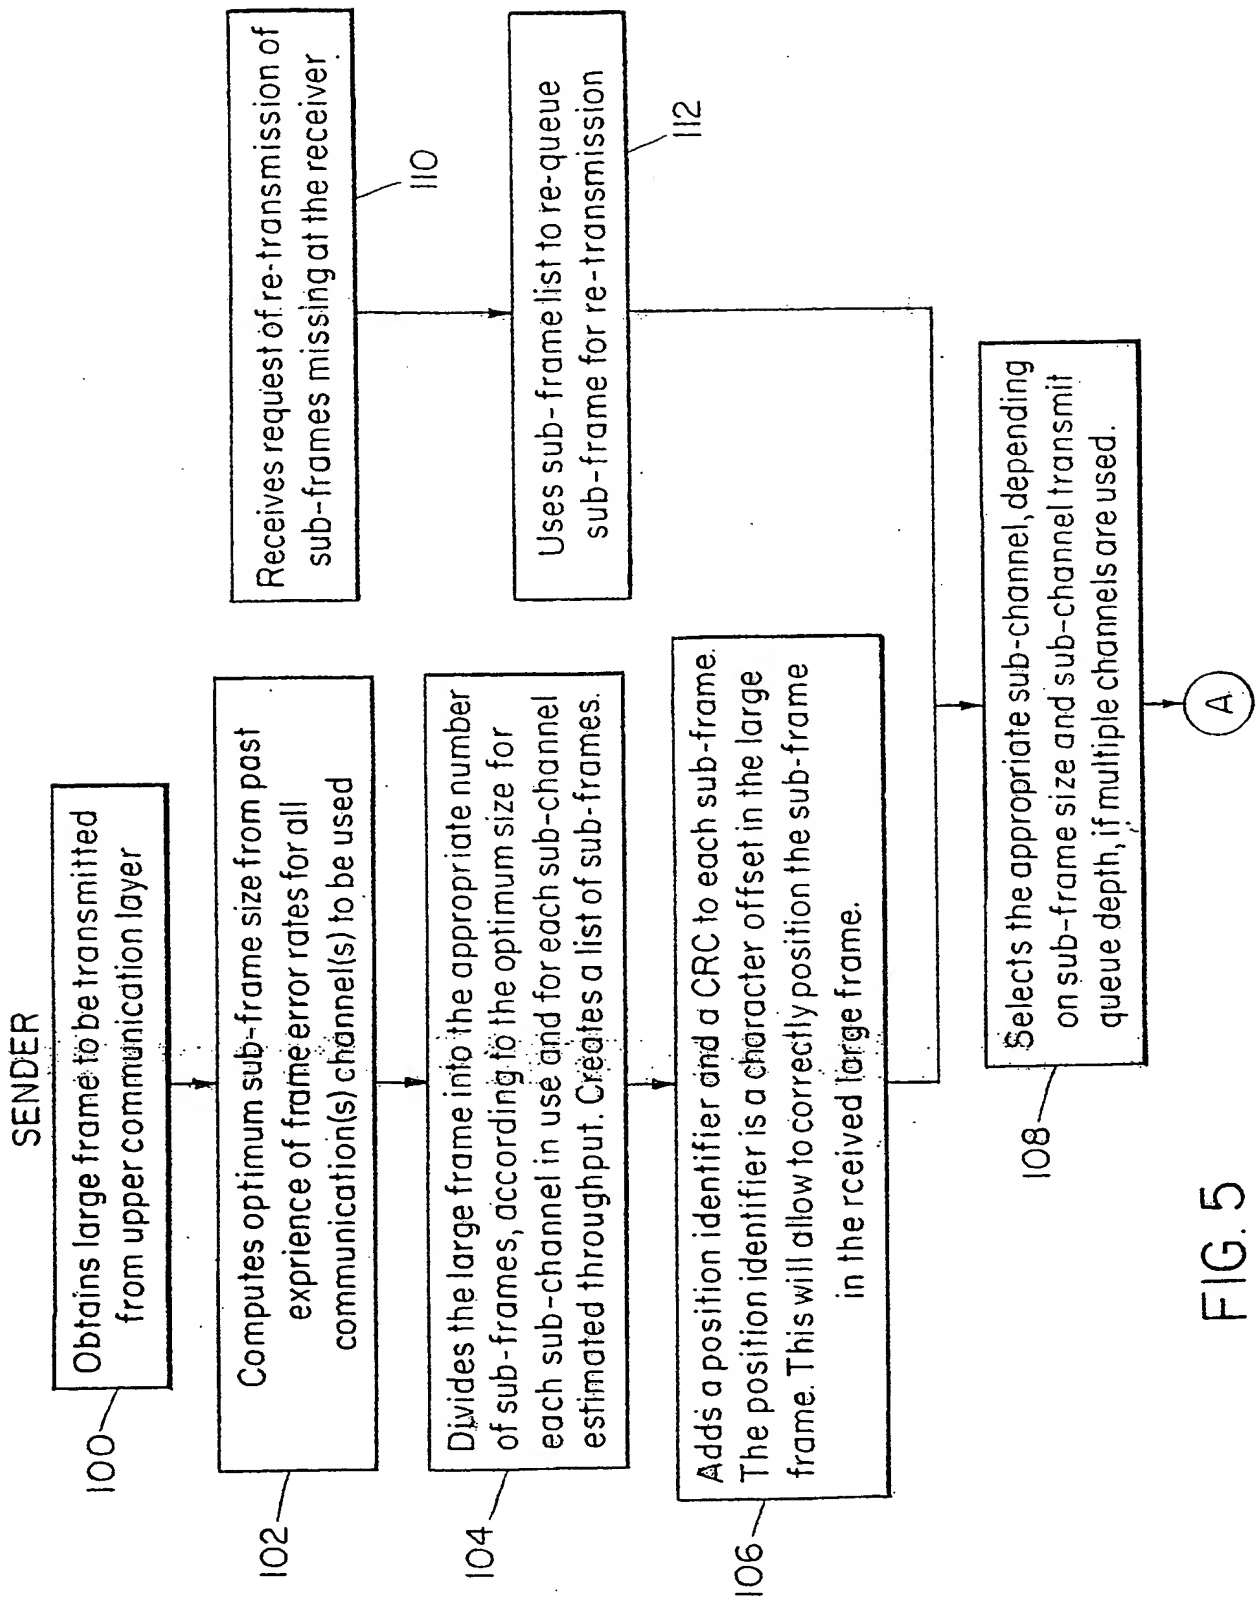 SENDER
100
Obtains large frame to be transmitted
from upper communication layer
102
Computes optimum sub-frame size from past
exprience of frame error rates for all
communication(s) channel(s) to be used
104
Divides the large frame into the appropriate number
of sub-frames, according to the optimum size for
each sub-channel in use and for each sub-channel
estimated throughput. Creates a list of sub-frames.
106
Adds a position identifier and a CRC to each sub-frame.
The position identifier is a character offset in the large
frame. This will allow to correctly position the sub-frame
in the rceived large frame.
Receives request of re-transmission of
sub-frames missing at the receiver
110
Uses sub-frame list to re-queue
sub-frame for re-transmission
112
108
Selects the appropriate sub-channel, depending
on sub-frame size and sub-channel transmit
queue depth, if multiple channels are used.
A
FIG. 5